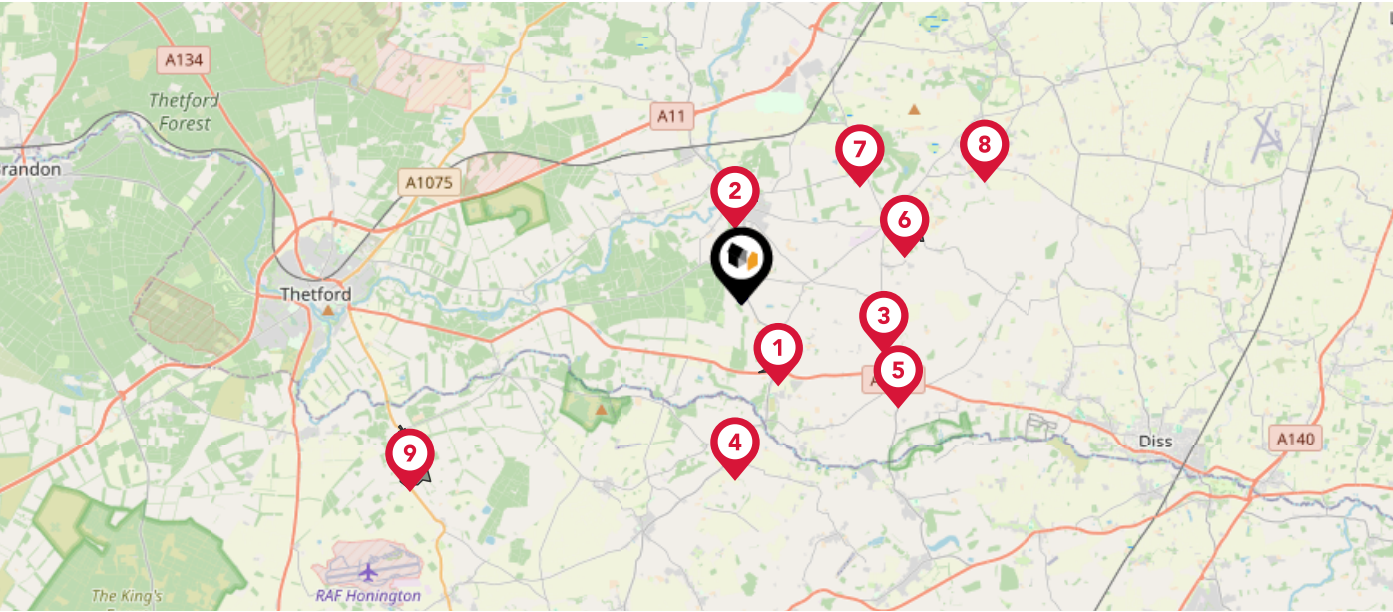 A134
Thetford
Forest
A11
randon
A1075
7
8
2
6
Thetford
3
1
5
Diss
A140
4
9
The King's
RAF Honington